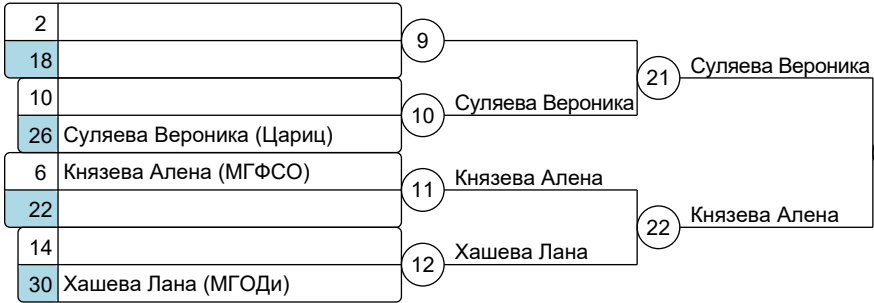 2
18
9
10
26 Суляева Вероника (Цариц)
10
Суляева Вероника
21
Суляева Вероника
6 Князева Алена (МГФСО)
22
11
Князева Алена
14
30 Хашева Лана (МГОДи)
12
Хашева Лана
22
Князева Алена